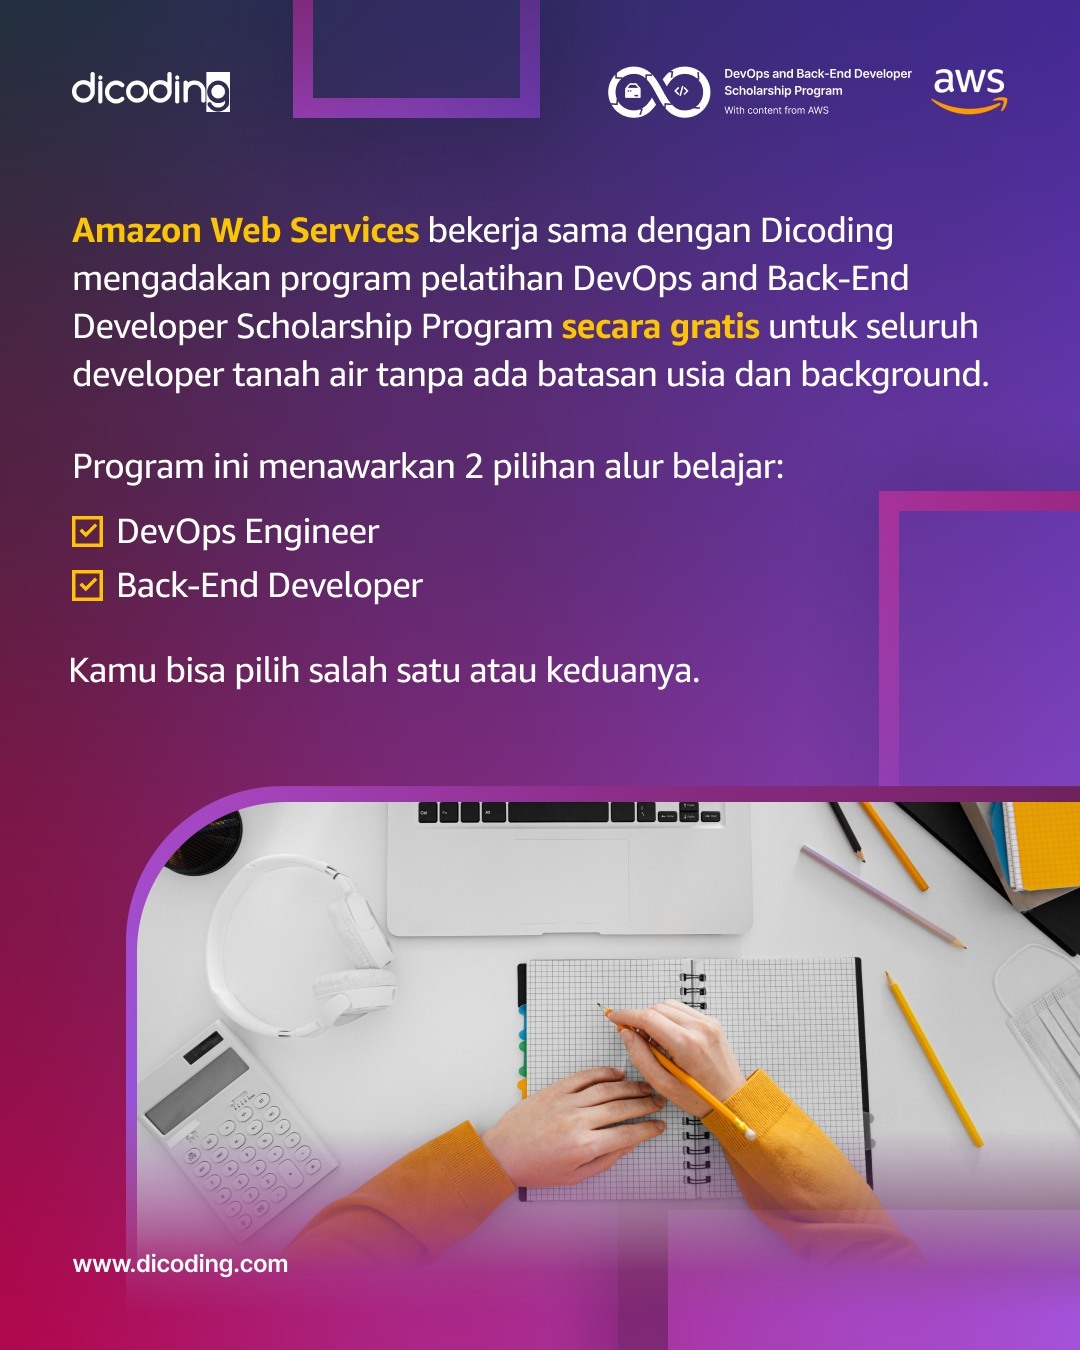 dicoding
DevOps and Back-End Developer
Scholarship Program
With content from AWS
aws
Amazon Web Services bekerja sama dengan Dicoding
mengadakan program pelatihan DevOps and Back-End
Developer Scholarship Program secara gratis untuk seluruh
developer tanah air tanpa ada batasan usia dan background.
Program ini menawarkan 2 pilihan alur belajar:
DevOps Engineer
Back-End Developer
Kamu bisa pilih salah satu atau keduanya.
www.dicoding.com